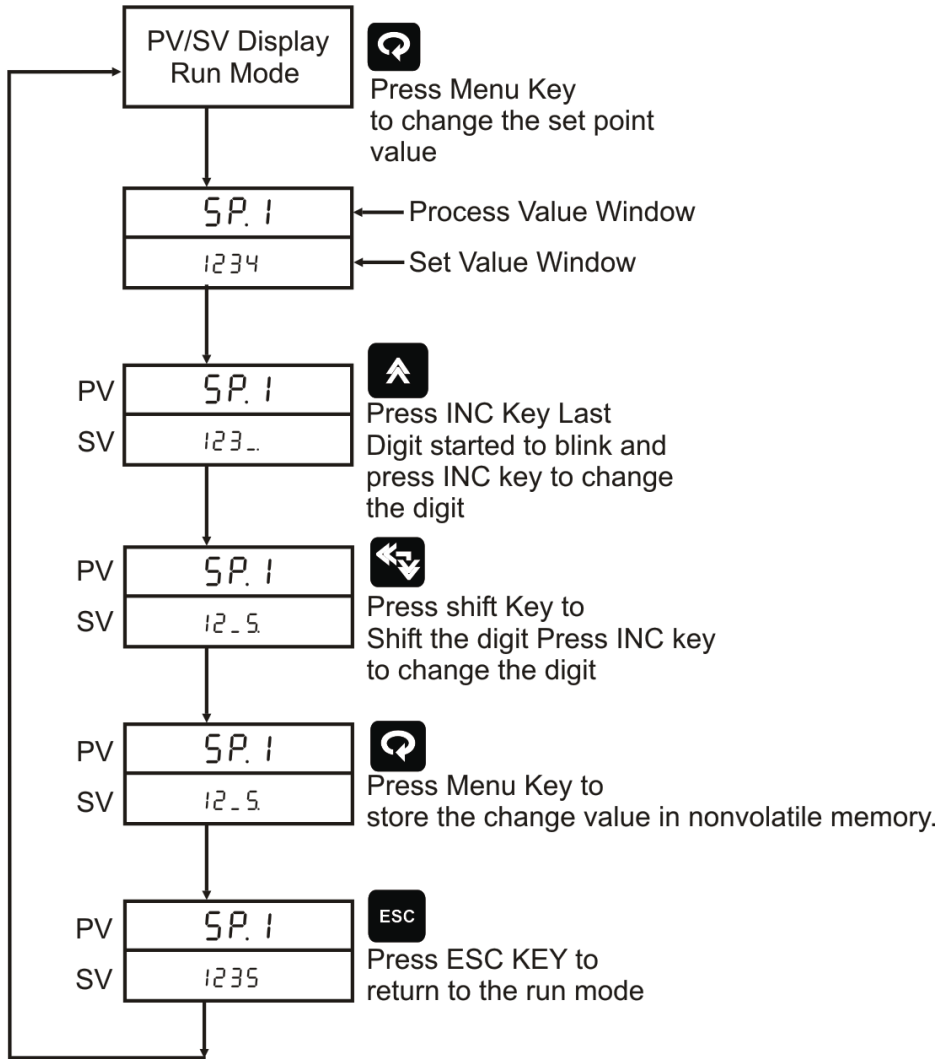 PV/SV Display
Run Mode
Press Menu Key
to change the set point
value
SP. 1
Process Value Window
1234
Set Value Window
PV
SP. 1
SV
123_.
Press INC Key Last
Digit started to blink and
press INC key to change
the digit
PV
SP. 1
SV
12_5.
Press shift Key to
Shift the digit Press INC key
to change the digit
PV
SP. 1
SV
12_5.
Press Menu Key to
store the change value in nonvolatile memory.
PV
SP. 1
SV
1235
ESC
Press ESC KEY to
return to the run mode